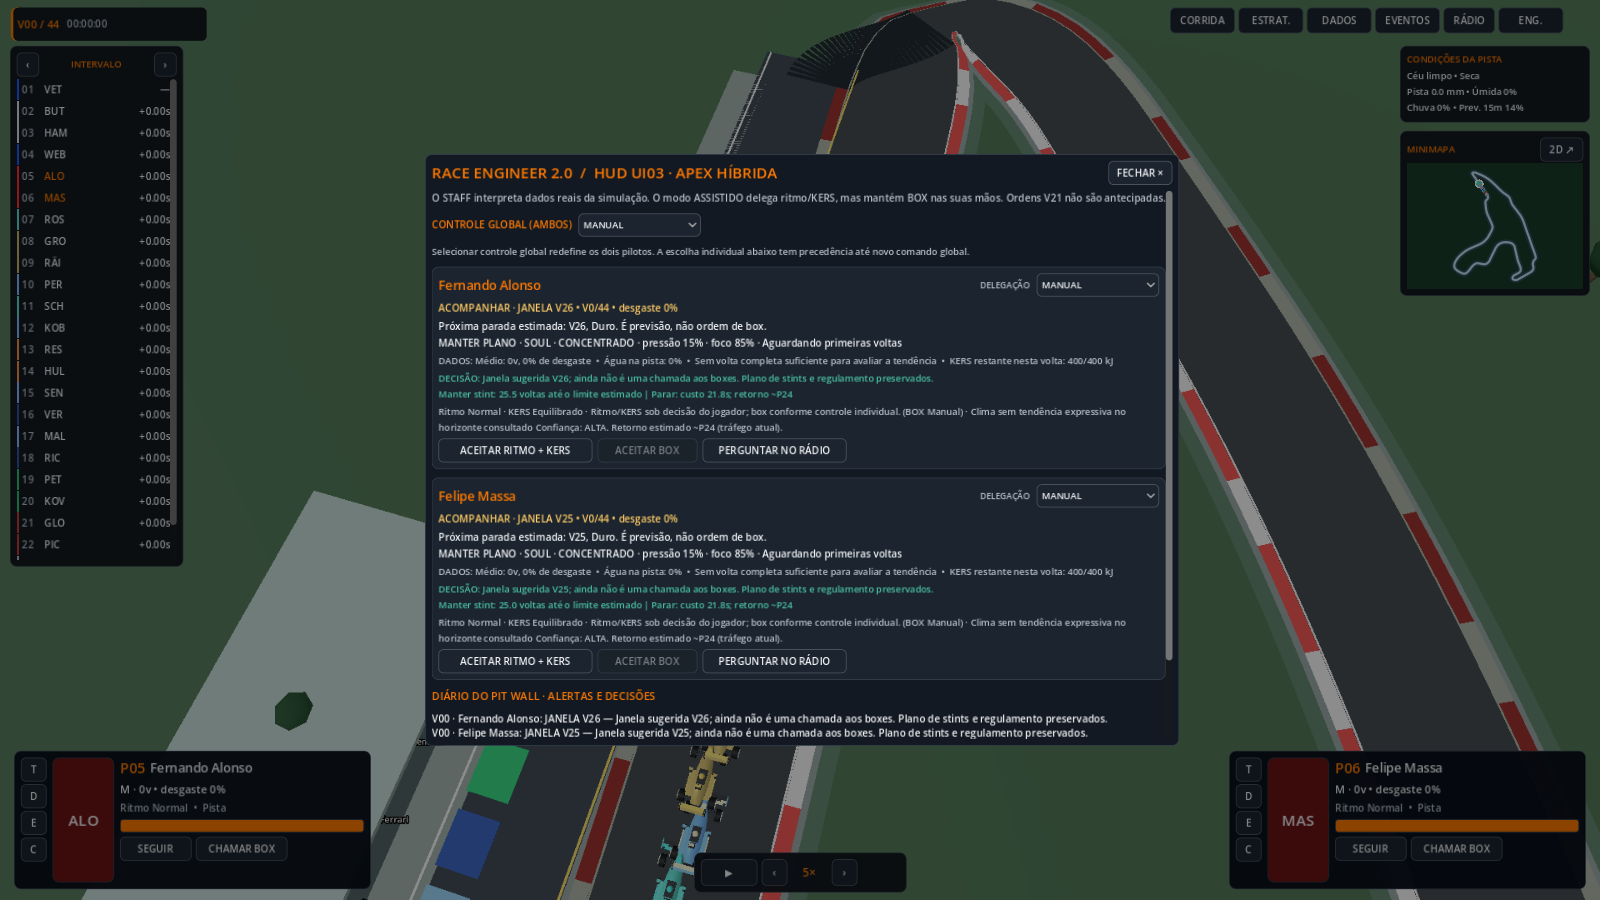 V00 / 44 00:00:00
CORRIDA ESTRAT. DADOS EVENTOS RÁDIO ENG.
‹ INTERVALO ›
01 VET —
02 BUT +0.00s
03 HAM +0.00s
04 WEB +0.00s
05 ALO +0.00s
06 MAS +0.00s
07 ROS +0.00s
08 GRO +0.00s
09 RÄI +0.00s
10 PER +0.00s
11 SCH +0.00s
12 KOB +0.00s
13 RES +0.00s
14 HUL +0.00s
15 SEN +0.00s
16 VER +0.00s
17 MAL +0.00s
18 RIC +0.00s
19 PET +0.00s
20 KOV +0.00s
21 GLO +0.00s
22 PIC +0.00s
CONDIÇÕES DA PISTA
Céu limpo • Seca
Pista 0.0 mm • Úmida 0%
Chuva 0% • Prev. 15m 14%
MINIMAPA 2D ↗
RACE ENGINEER 2.0 / HUD UI03 · APEX HÍBRIDA FECHAR ×
O STAFF interpreta dados reais da simulação. O modo ASSISTIDO delega ritmo/KERS, mas mantém BOX nas suas mãos. Ordens V21 não são antecipadas.
CONTROLE GLOBAL (AMBOS) MANUAL
Selecionar controle global redefine os dois pilotos. A escolha individual abaixo tem precedência até novo comando global.
Fernando Alonso DELEGAÇÃO MANUAL
ACOMPANHAR · JANELA V26 • V0/44 • desgaste 0%
Próxima parada estimada: V26, Duro. É previsão, não ordem de box.
MANTER PLANO · SOUL · CONCENTRADO · pressão 15% · foco 85% · Aguardando primeiras voltas
DADOS: Médio: 0v, 0% de desgaste • Água na pista: 0% • Sem volta completa suficiente para avaliar a tendência • KERS restante nesta volta: 400/400 kJ
DECISÃO: Janela sugerida V26; ainda não é uma chamada aos boxes. Plano de stints e regulamento preservados.
Manter stint: 25.5 voltas até o limite estimado | Parar: custo 21.8s; retorno ~P24
Ritmo Normal · KERS Equilibrado · Ritmo/KERS sob decisão do jogador; box conforme controle individual. (BOX Manual) · Clima sem tendência expressiva no
horizonte consultado Confiança: ALTA. Retorno estimado ~P24 (tráfego atual).
ACEITAR RITMO + KERS ACEITAR BOX PERGUNTAR NO RÁDIO
Felipe Massa DELEGAÇÃO MANUAL
ACOMPANHAR · JANELA V25 • V0/44 • desgaste 0%
Próxima parada estimada: V25, Duro. É previsão, não ordem de box.
MANTER PLANO · SOUL · CONCENTRADO · pressão 15% · foco 85% · Aguardando primeiras voltas
DADOS: Médio: 0v, 0% de desgaste • Água na pista: 0% • Sem volta completa suficiente para avaliar a tendência • KERS restante nesta volta: 400/400 kJ
DECISÃO: Janela sugerida V25; ainda não é uma chamada aos boxes. Plano de stints e regulamento preservados.
Manter stint: 25.0 voltas até o limite estimado | Parar: custo 21.8s; retorno ~P24
Ritmo Normal · KERS Equilibrado · Ritmo/KERS sob decisão do jogador; box conforme controle individual. (BOX Manual) · Clima sem tendência expressiva no
horizonte consultado Confiança: ALTA. Retorno estimado ~P24 (tráfego atual).
ACEITAR RITMO + KERS ACEITAR BOX PERGUNTAR NO RÁDIO
DIÁRIO DO PIT WALL · ALERTAS E DECISÕES
V00 · Fernando Alonso: JANELA V26 — Janela sugerida V26; ainda não é uma chamada aos boxes. Plano de stints e regulamento preservados.
V00 · Felipe Massa: JANELA V25 — Janela sugerida V25; ainda não é uma chamada aos boxes. Plano de stints e regulamento preservados.
T D E C
ALO
P05 Fernando Alonso
M · 0v • desgaste 0%
Ritmo Normal • Pista
SEGUIR CHAMAR BOX
Ferrari
▶ ‹ 5× ›
T D E C
MAS
P06 Felipe Massa
M · 0v • desgaste 0%
Ritmo Normal • Pista
SEGUIR CHAMAR BOX